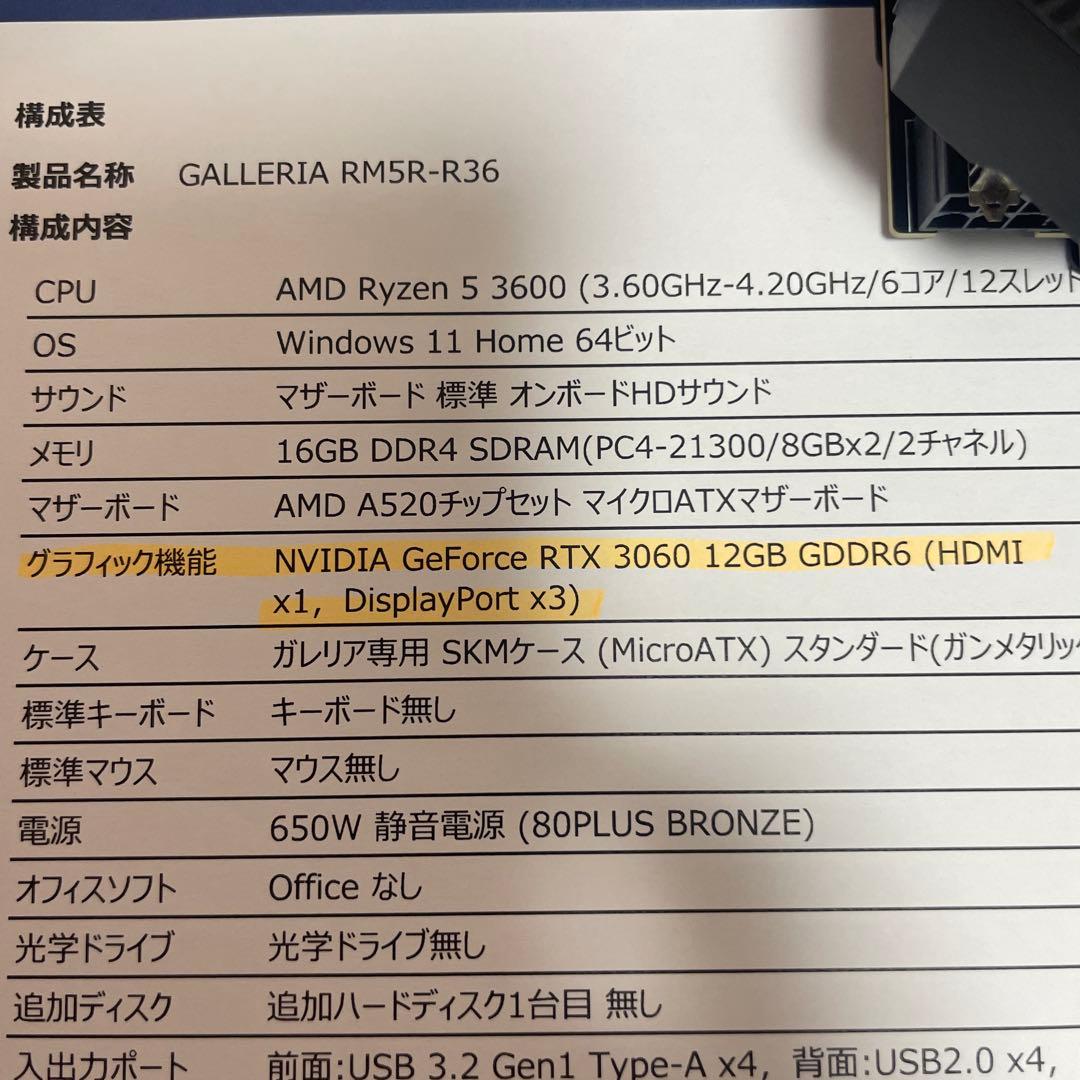 構成表
製品名称 GALLERIA RM5R-R36
構成内容
CPU AMD Ryzen 5 3600 (3.60GHz-4.20GHz/6コア/12スレット
OS Windows 11 Home 64ビット
サウンド マザーボード 標準 オンボードHDサウンド
メモリ 16GB DDR4 SDRAM(PC4-21300/8GBx2/2チャネル)
マザーボード AMD A520チップセット マイクロATXマザーボード
グラフィック機能 NVIDIA GeForce RTX 3060 12GB GDDR6 (HDMI
x1, DisplayPort x3)
ケース ガレリア専用 SKMケース (MicroATX) スタンダード(ガンメタリッ
標準キーボード キーボード無し
標準マウス マウス無し
電源 650W 静音電源 (80PLUS BRONZE)
オフィスソフト Office なし
光学ドライブ 光学ドライブ無し
追加ディスク 追加ハードディスク1台目 無し
入出力ポート 前面:USB 3.2 Gen1 Type-A x4, 背面:USB2.0 x4,